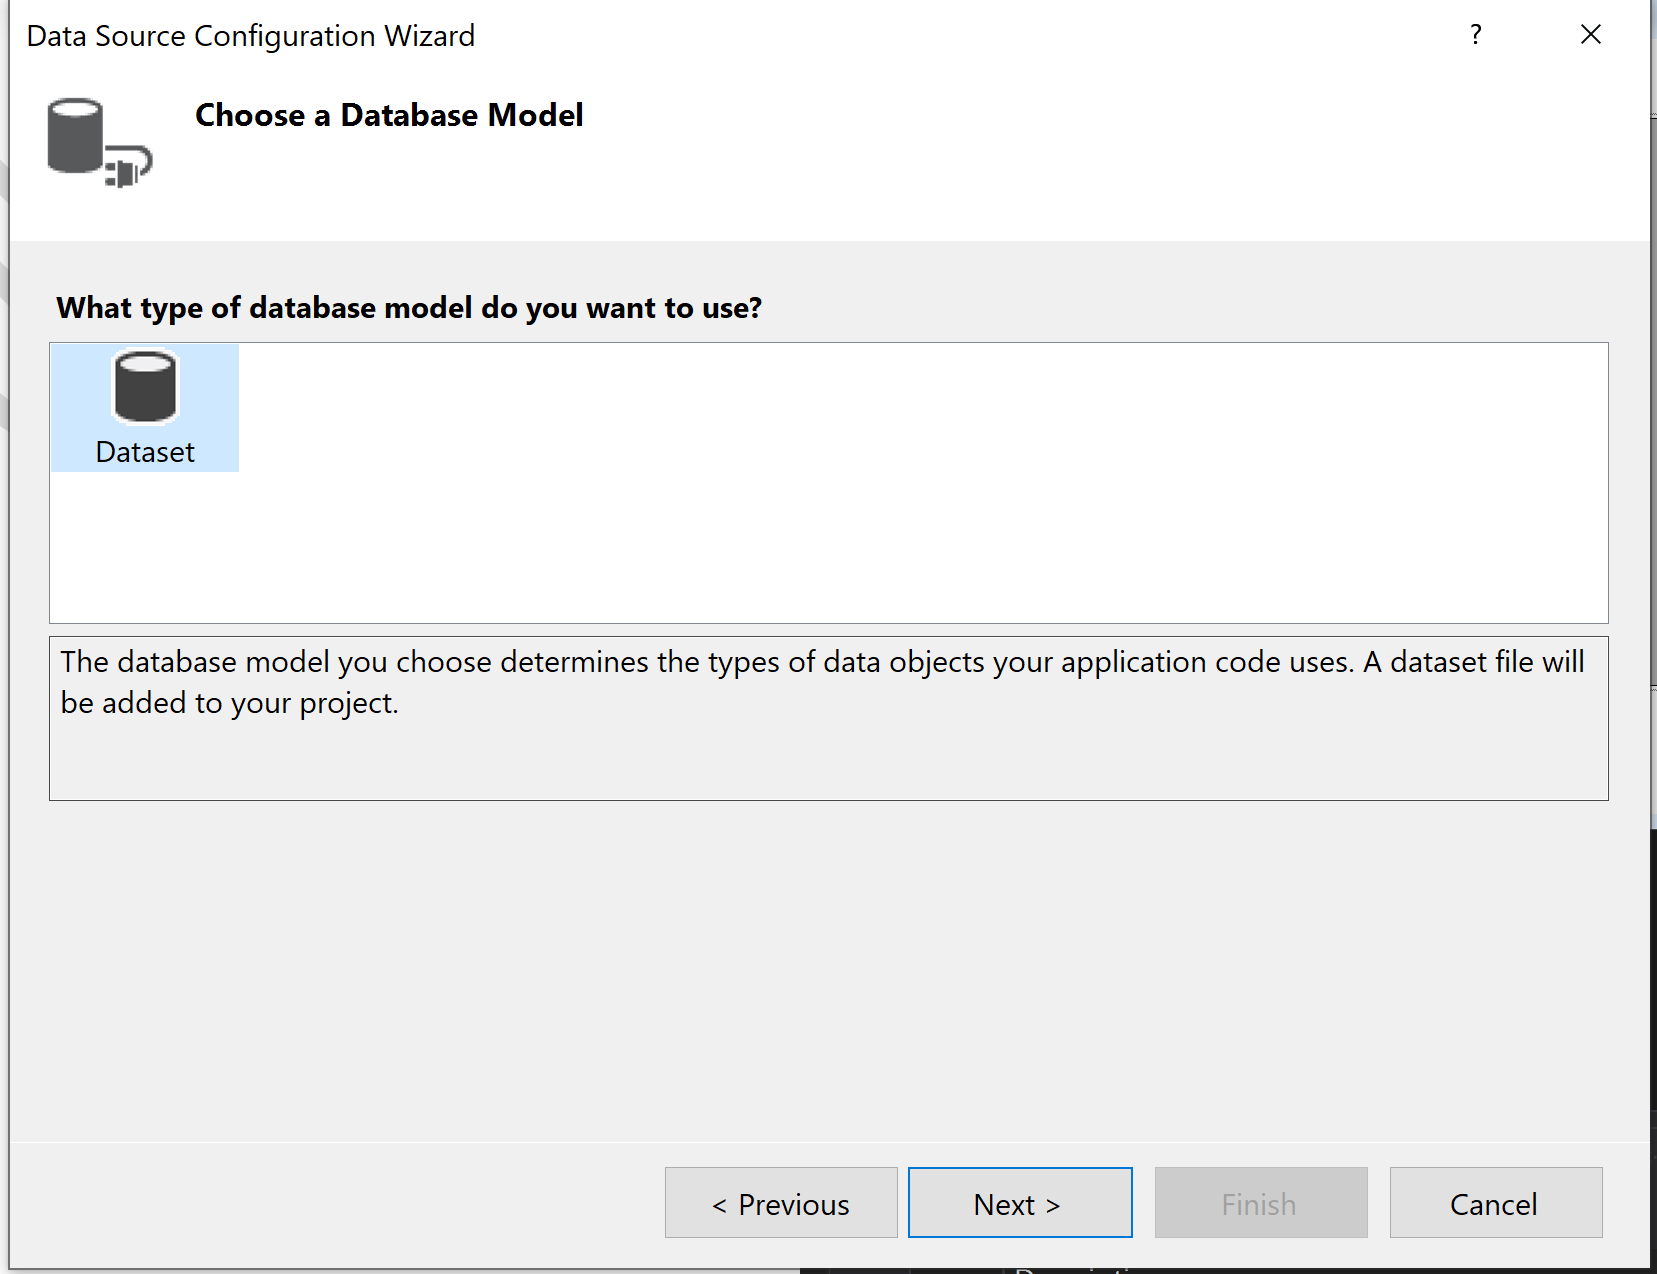 Data Source Configuration Wizard
?
Choose a Database Model
What type of database model do you want to use?
Dataset
The database model you choose determines the types of data objects your application code uses. A dataset file will
be added to your project.
< Previous
Next >
Finish
Cancel